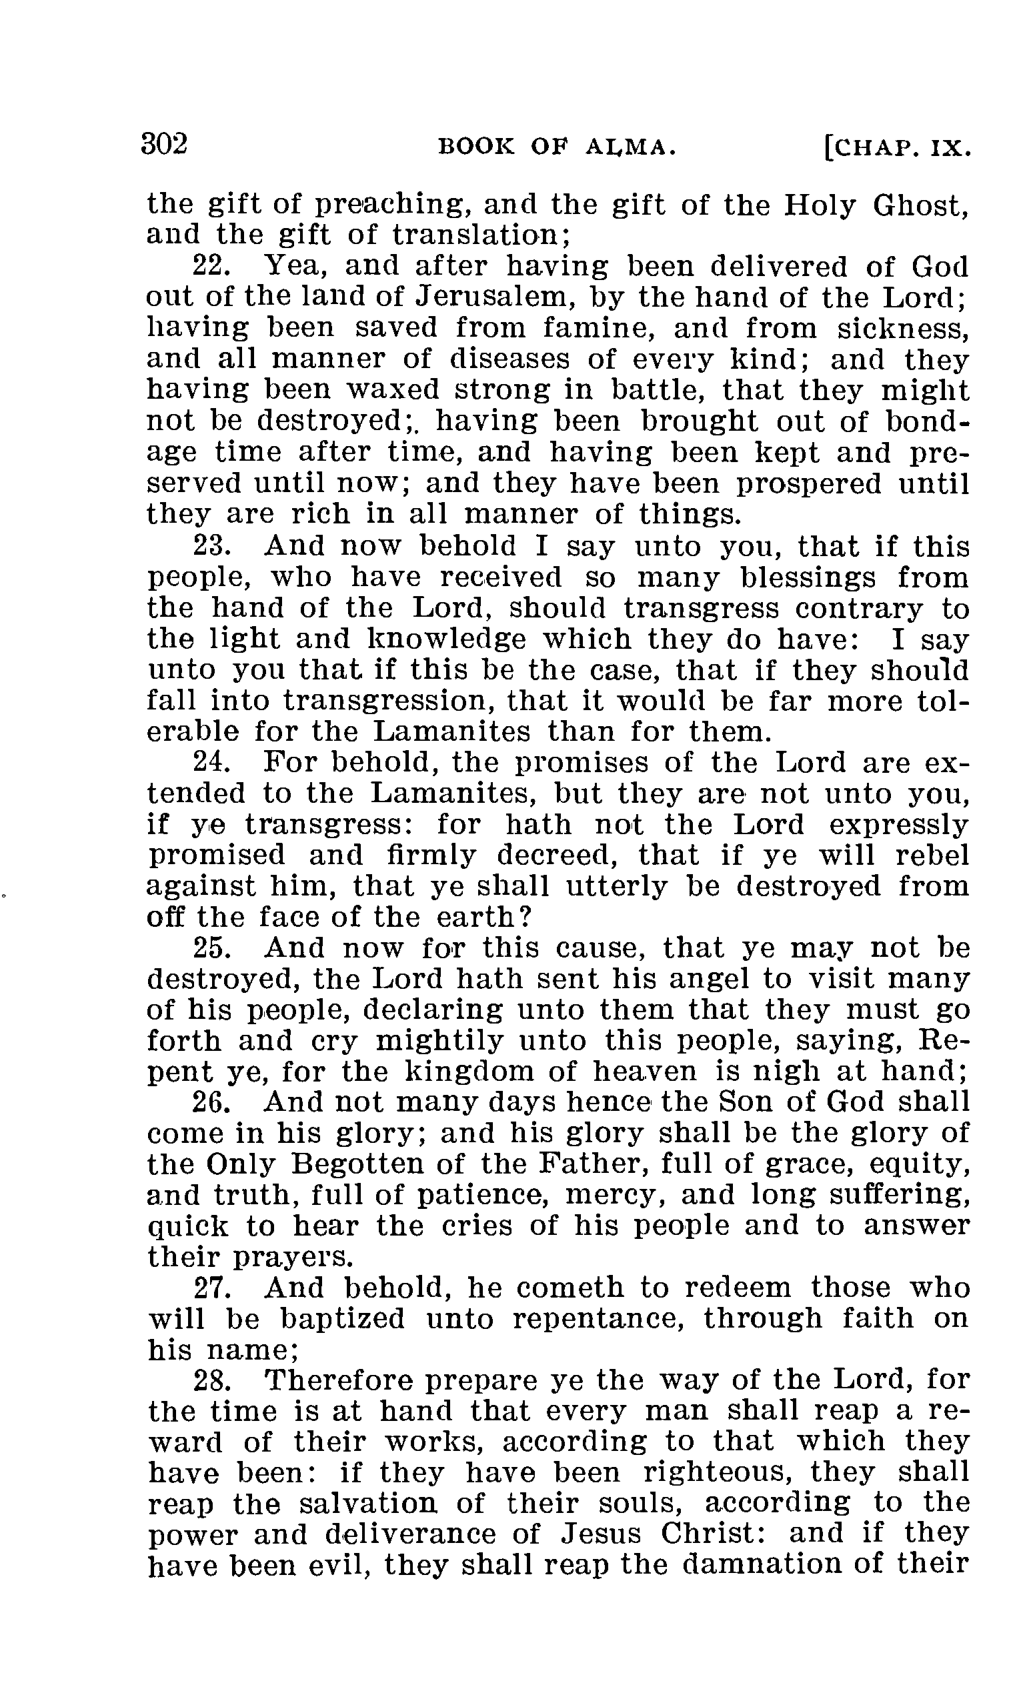 302 BOOK OF ALMA. [CHAP. IX.
the gift of preaching, and the gift of the Holy Ghost,
and the gift of translation;
22. Yea, and after having been delivered of God
out of the land of Jerusalem, by the hand of the Lord;
having been saved from famine, and from sickness,
and all manner of diseases of every kind; and they
having been waxed strong in battle, that they might
not be destroyed;. having been brought out of bond-
age time after time, and having been kept and pre-
served until now; and they have been prospered until
they are rich in all manner of things.
23. And now behold I say unto you, that if this
people, who have received so many blessings from
the hand of the Lord, should transgress contrary to
the light and knowledge which they do have: I say
unto you that if this be the case, that if they should
fall into transgression, that it would be far more tol-
erable for the Lamanites than for them.
24. For behold, the promises of the Lord are ex-
tended to the Lamanites, but they are not unto you,
if ye transgress: for hath not the Lord expressly
promised and firmly decreed, that if ye will rebel
against him, that ye shall utterly be destroyed from
off the face of the earth?
25. And now for this cause, that ye may not be
destroyed, the Lord hath sent his angel to visit many
of his people, declaring unto them that they must go
forth and cry mightily unto this people, saying, Re-
pent ye, for the kingdom of heaven is nigh at hand;
26. And not many days hence the Son of God shall
come in his glory; and his glory shall be the glory of
the Only Begotten of the Father, full of grace, equity,
and truth, full of patience, mercy, and long suffering,
quick to hear the cries of his people and to answer
their prayers.
27. And behold, he cometh to redeem those who
will be baptized unto repentance, through faith on
his name;
28. Therefore prepare ye the way of the Lord, for
the time is at hand that every man shall reap a re-
ward of their works, according to that which they
have been: if they have been righteous, they shall
reap the salvation of their souls, according to the
power and deliverance of Jesus Christ: and if they
have been evil, they shall reap the damnation of their